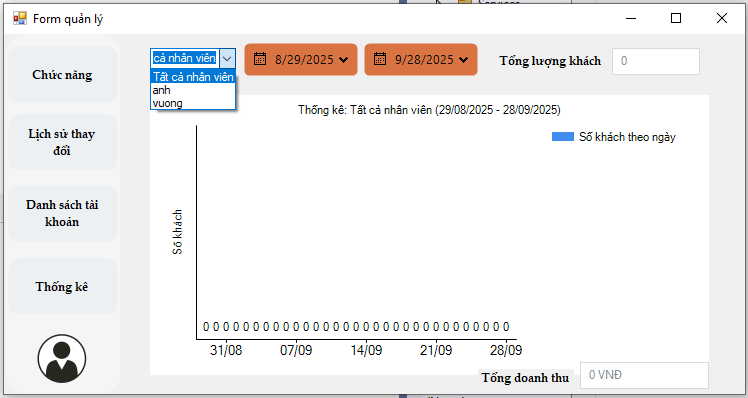 Services
Form quản lý
cả nhân viên
8/29/2025
9/28/2025
Tổng lượng khách
0
Tất cả nhân viên
anh
vuong
Chức năng
Lịch sử thay
đổi
Danh sách tài
khoản
Thống kê
Thống kê: Tất cả nhân viên (29/08/2025 - 28/09/2025)
Số khách theo ngày
Số khách
0 0 0 0 0 0 0 0 0 0 0 0 0 0 0 0 0 0 0 0 0 0 0 0 0 0 0 0 0 0 0
31/08 07/09 14/09 21/09 28/09
Tổng doanh thu
0 VNĐ